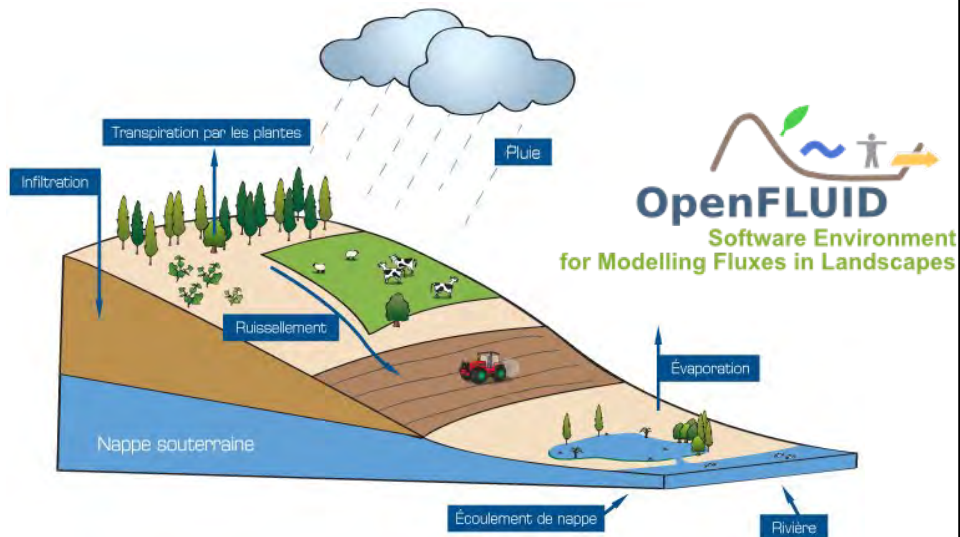 Transpiration par les plantes
Pluie
Infiltration
OpenFLUID
Software Environment
for Modelling Fluxes in Landscapes
Ruissellement
Évaporation
Nappe souterraine
Écoulement de nappe
Rivière